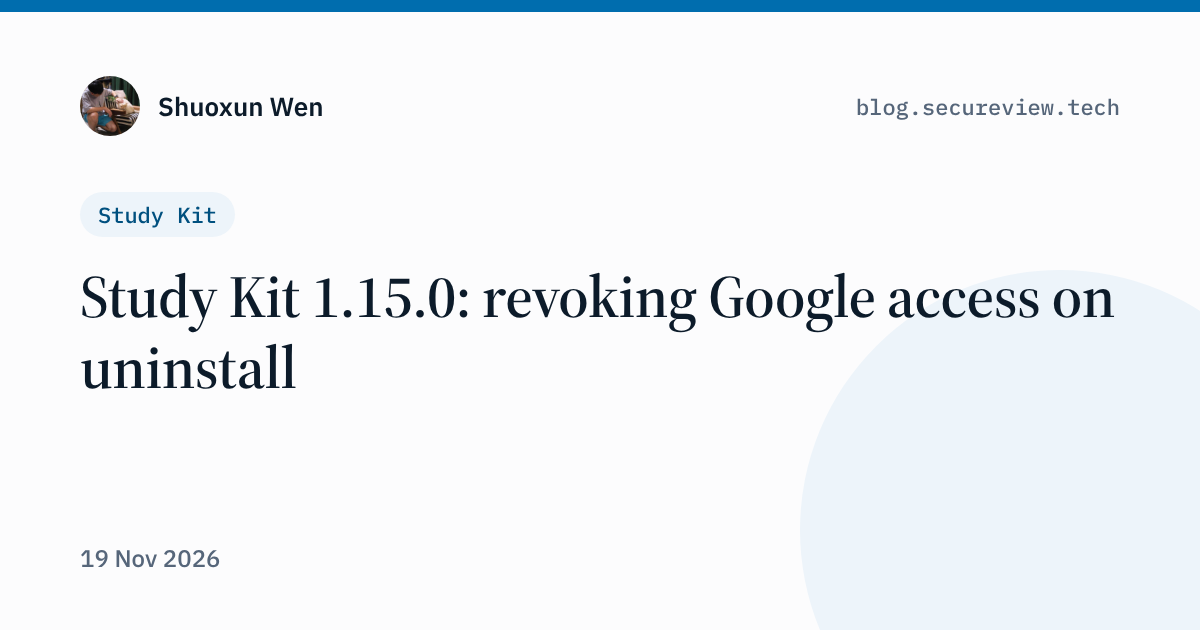 Shuoxun Wen
blog.secureview.tech
Study Kit
Study Kit 1.15.0: revoking Google access on
uninstall
19 Nov 2026